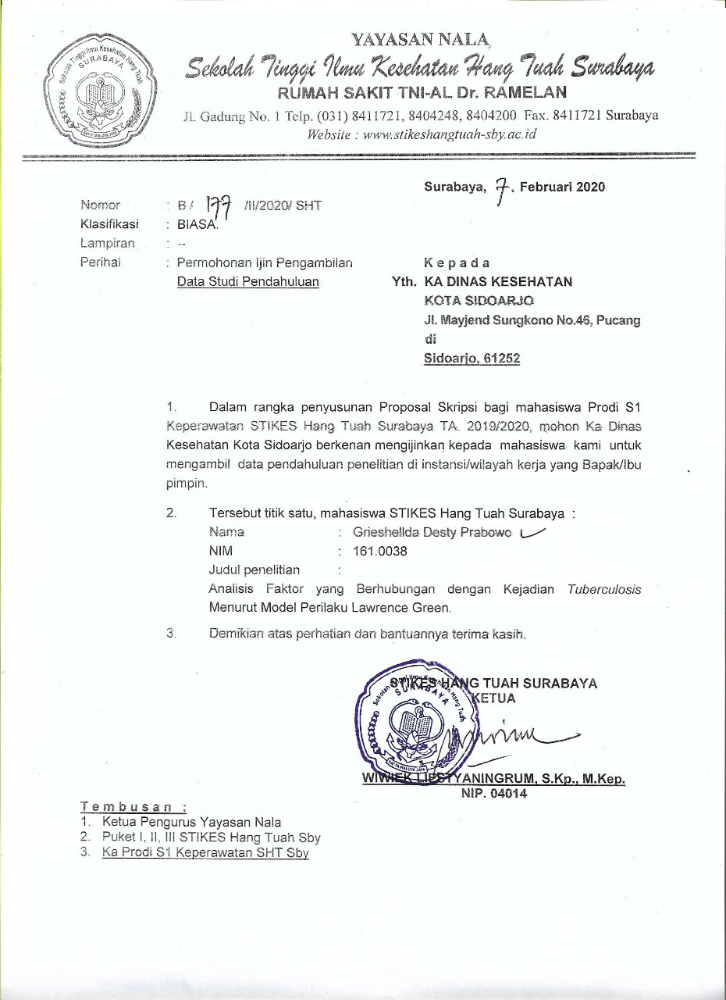 YAYASAN NALA
Sekolah Tinggi Ilmu Kesehatan Hang Tuah Surabaya
RUMAH SAKIT TNI-AL Dr. RAMELAN
Jl. Gadung No. 1 Telp. (031) 8411721, 8404248, 8404200 Fax. 8411721 Surabaya
Website : www.stikeshangtuah-sby.ac.id
Sekolah Tinggi Ilmu Kesehatan Hang Tuah
SURABAYA
Surabaya, 7. Februari 2020
Nomor : B / 177 /II/2020/ SHT
Klasifikasi : BIASA.
Lampiran : --
Perihal : Permohonan Ijin Pengambilan
Data Studi Pendahuluan
K e p a d a
Yth. KA DINAS KESEHATAN
KOTA SIDOARJO
Jl. Mayjend Sungkono No.46, Pucang
di
Sidoarjo, 61252
1. Dalam rangka penyusunan Proposal Skripsi bagi mahasiswa Prodi S1
Keperawatan STIKES Hang Tuah Surabaya TA. 2019/2020, mohon Ka Dinas
Kesehatan Kota Sidoarjo berkenan mengijinkan kepada mahasiswa kami untuk
mengambil data pendahuluan penelitian di instansi/wilayah kerja yang Bapak/Ibu
pimpin.
2. Tersebut titik satu, mahasiswa STIKES Hang Tuah Surabaya :
Nama : Grieshellda Desty Prabowo
NIM : 161.0038
Judul penelitian :
Analisis Faktor yang Berhubungan dengan Kejadian Tuberculosis
Menurut Model Perilaku Lawrence Green.
3. Demikian atas perhatian dan bantuannya terima kasih.
STIKES HANG TUAH SURABAYA
KETUA
Sekolah Tinggi Ilmu Kesehatan Hang Tuah
SURABAYA
WIWIEK LIESTYANINGRUM, S.Kp., M.Kep.
NIP. 04014
T e m b u s a n :
1. Ketua Pengurus Yayasan Nala
2. Puket I, II, III STIKES Hang Tuah Sby
3. Ka Prodi S1 Keperawatan SHT Sby